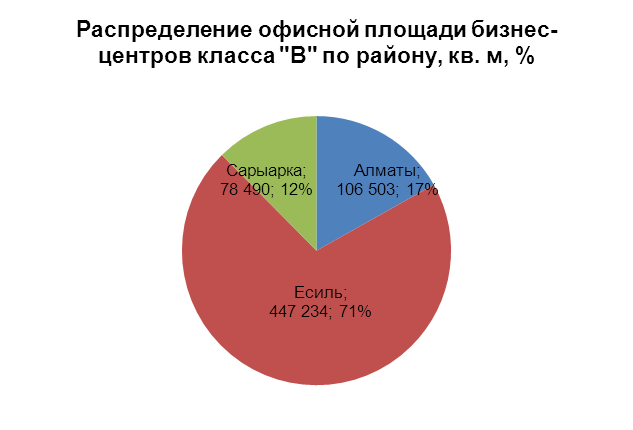 Распределение офисной площади бизнес-
центров класса "В" по району, кв. м, %
Сарыарка;
78 490; 12%
Алматы;
106 503; 17%
Есиль;
447 234; 71%